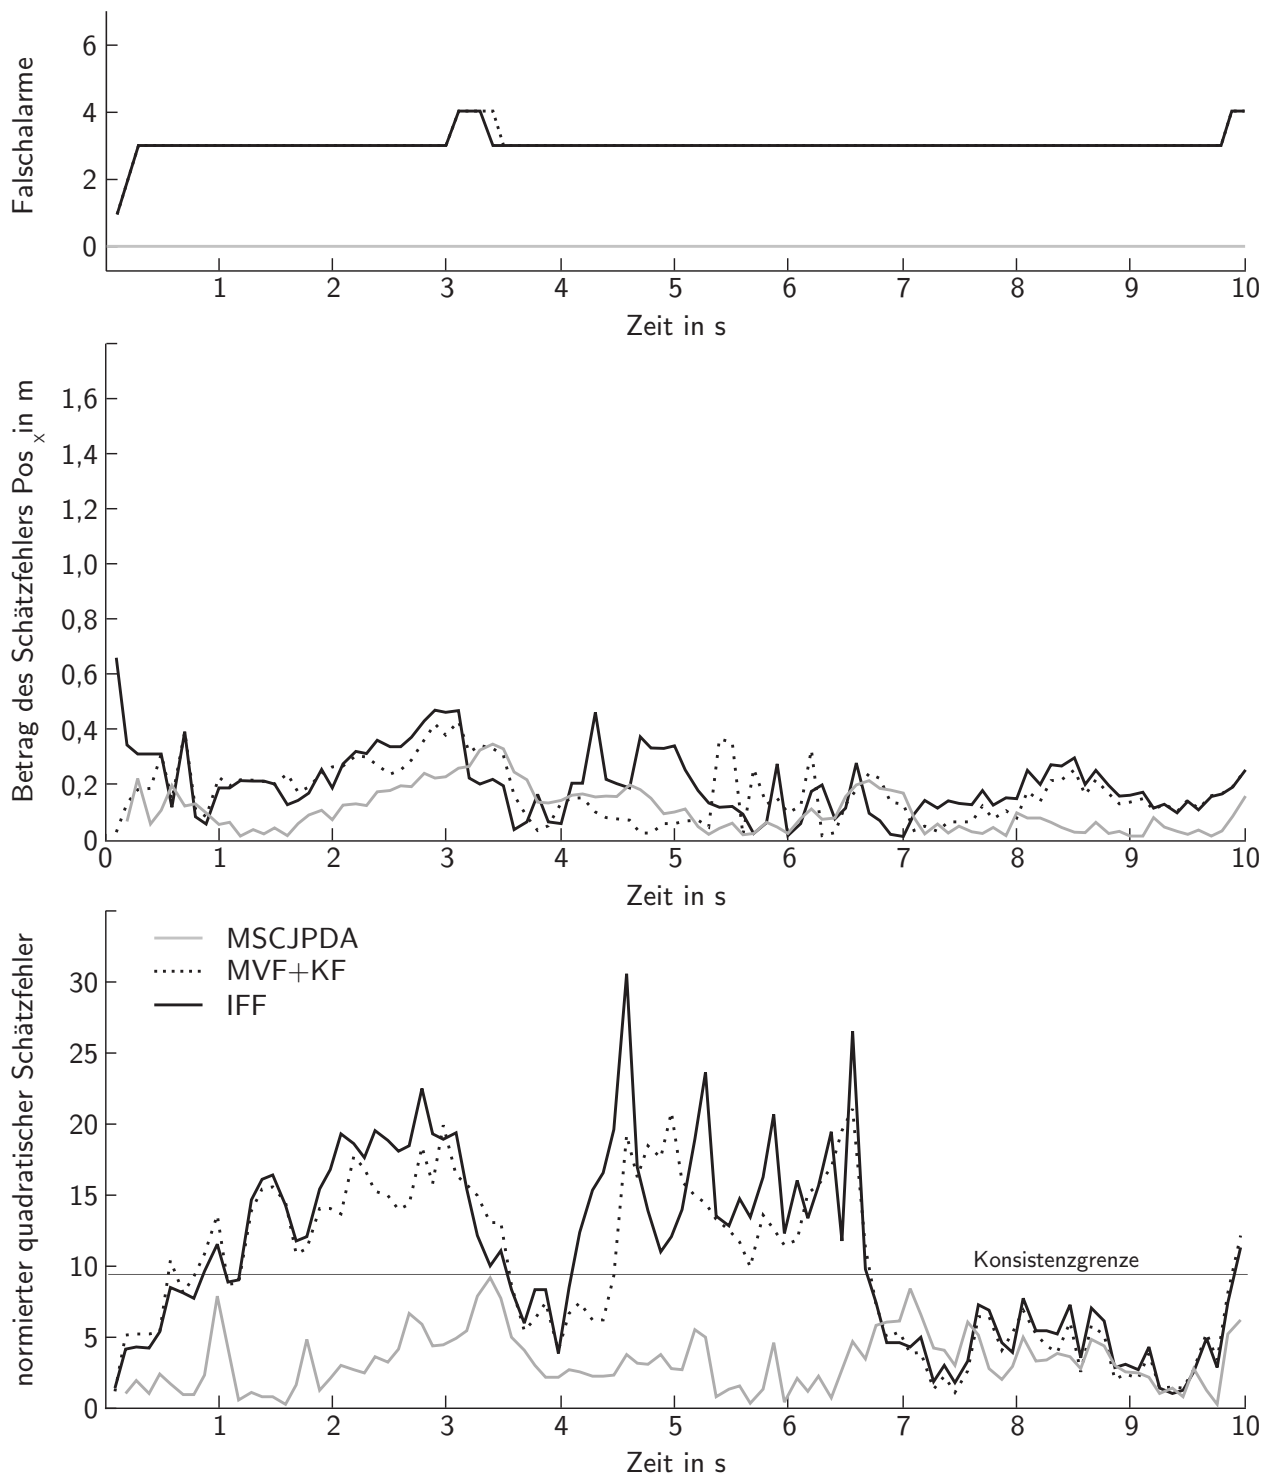 Falschalarme
6
4
2
0
1 2 3 4 5 6 7 8 9 10
Zeit in s
Betrag des Schätzfehlers Pos x in m
1,6
1,4
1,2
1,0
0,8
0,6
0,4
0,2
0
0 1 2 3 4 5 6 7 8 9 10
Zeit in s
normierter quadratischer Schätzfehler
MSCJPDA
MVF+KF
IFF
30
25
20
15
10
5
0
Konsistenzgrenze
1 2 3 4 5 6 7 8 9 10
Zeit in s